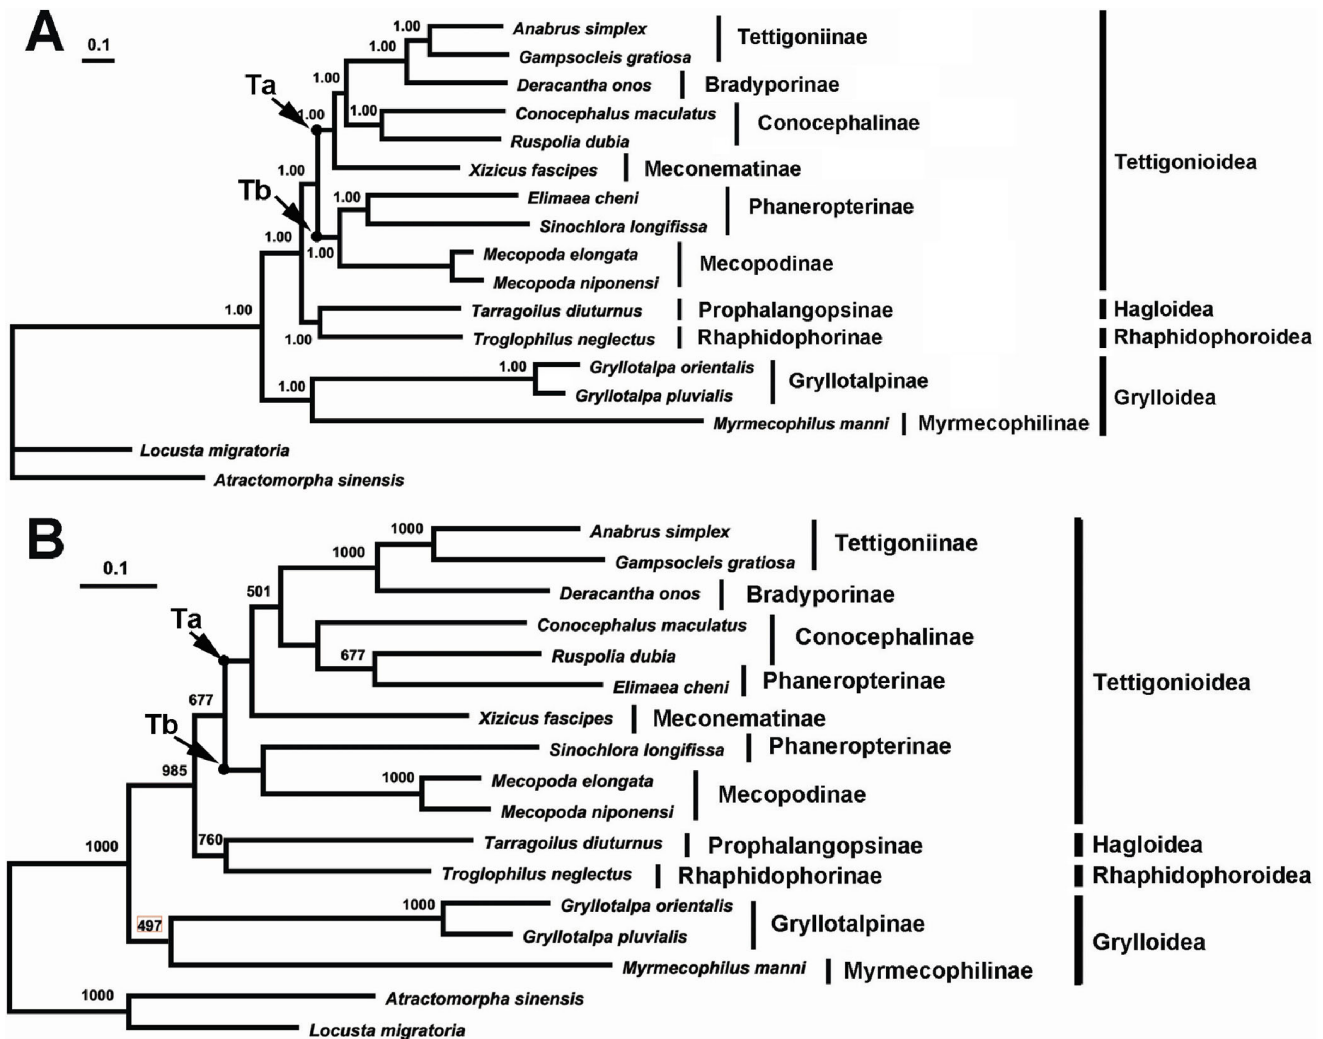 A
0.1
1.00
Anabrus simplex
Tettigoniinae
1.00
Gampsocleis gratiosa
1.00
Deracantha onos
Bradyporinae
Ta
1.00
1.00
Conocephalus maculatus
Conocephalinae
Ruspolia dubia
Tettigonioidea
1.00
Xizicus fascipes
Meconematinae
Tb
1.00
Elimaea cheni
Phaneropterinae
Sinochlora longifissa
1.00
1.00
Mecopoda elongata
Mecopodinae
Mecopoda niponensi
1.00
Tarragoilus diuturnus
Prophalangopsinae
Hagloidea
1.00
Troglophilus neglectus
Rhaphidophorinae
Rhaphidophoroidea
1.00
Gryllotalpa orientalis
1.00
Gryllotalpinae
Gryllotalpa pluvialis
Grylloidea
Myrmecophilus manni
Myrmecophilinae
Locusta migratoria
Atractomorpha sinensis
B
0.1
1000
Anabrus simplex
Tettigoniinae
1000
Gampsocleis gratiosa
501
Deracantha onos
Bradyporinae
Ta
Conocephalus maculatus
Conocephalinae
677
Ruspolia dubia
Elimaea cheni
Phaneropterinae
Tettigonioidea
677
Xizicus fascipes
Meconematinae
Tb
Sinochlora longifissa
Phaneropterinae
985
1000
Mecopoda elongata
Mecopodinae
Mecopoda niponensi
1000
760
Tarragoilus diuturnus
Prophalangopsinae
Hagloidea
Troglophilus neglectus
Rhaphidophorinae
Rhaphidophoroidea
1000
Gryllotalpa orientalis
497
Gryllotalpinae
Gryllotalpa pluvialis
Grylloidea
Myrmecophilus manni
Myrmecophilinae
1000
Atractomorpha sinensis
Locusta migratoria